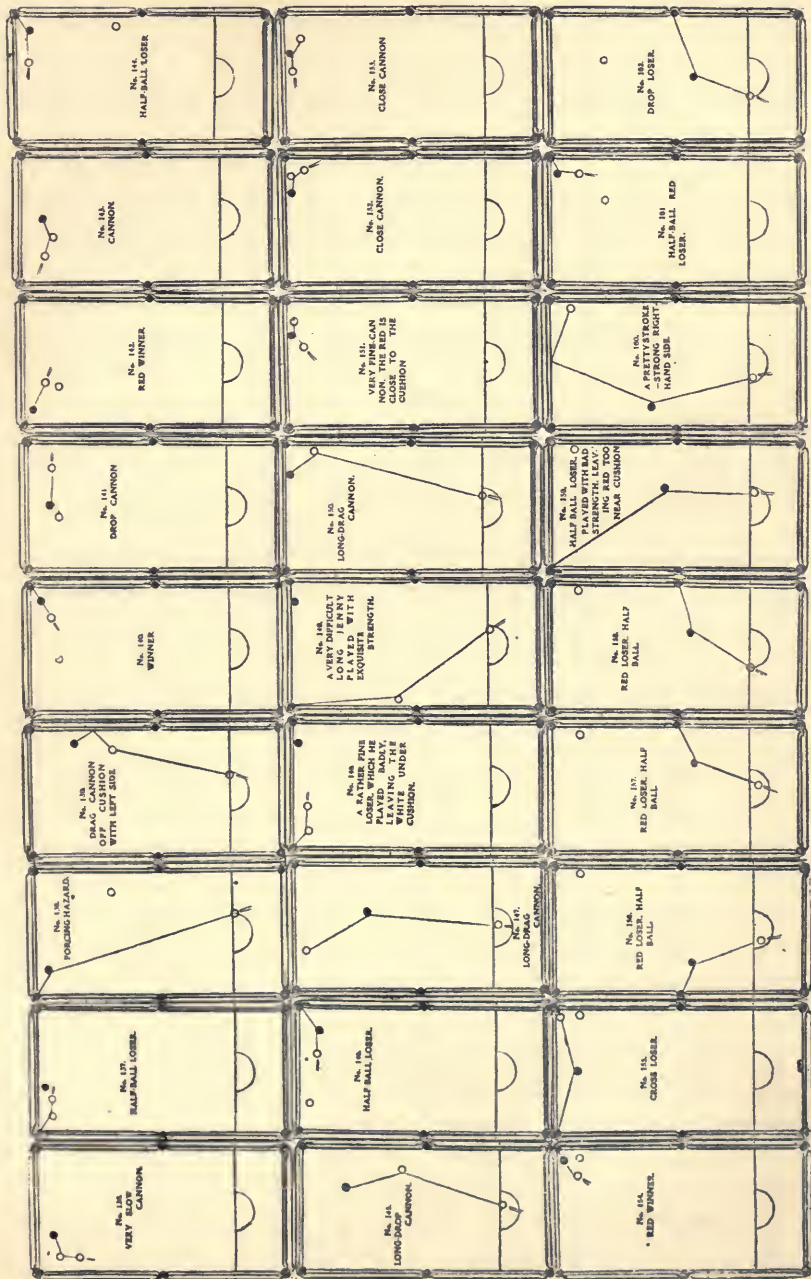 No. 136.
VERY SLOW
CANNON.
No. 137.
HALF-BALL LOSER.
No. 138.
FORCING HAZARD.
No. 139.
DRAG CANNON
OFF CUSHION
WITH LEFT SIDE
No. 140.
WINNER
No. 141
DROP CANNON
No. 142.
RED WINNER
No. 143.
CANNON.
No. 144.
HALF-BALL LOSER
No. 145.
LONG-DROP
CANNON.
No. 146.
HALF BALL LOSER.
No. 147.
LONG-DRAG
CANNON.
No. 148
A RATHER FINE
LOSER, WHICH HE
PLAYED BADLY,
LEAVING THE
WHITE UNDER
CUSHION.
No. 149.
A VERY DIFFICULT
LONG JENNY
PLAYED WITH
EXQUISITE
STRENGTH.
No. 150.
LONG-DRAG
CANNON.
No. 151.
VERY FINE-CAN
NON. THE RED IS
CLOSE TO THE
CUEHION
No. 152.
CLOSE CANNON.
No. 153.
CLOSE CANNON
No. 154.
RED WINNER.
No. 155.
CROSS LOSER.
No. 156.
RED LOSER. HALF
BALL.
No. 157.
RED LOSER. HALF
BALL
No. 158.
RED LOSER. HALF
BALL.
No. 159.
HALF BALL LOSER.
PLAYED WITH BAD
STRENGTH. LEAV-
ING RED TOO
NEAR CUSHION
No. 160.
A PRETTY STROKE
- STRONG RIGHT-
HAND SIDE.
No. 161
HALF-BALL RED
LOSER.
No. 162.
DROP LOSER.